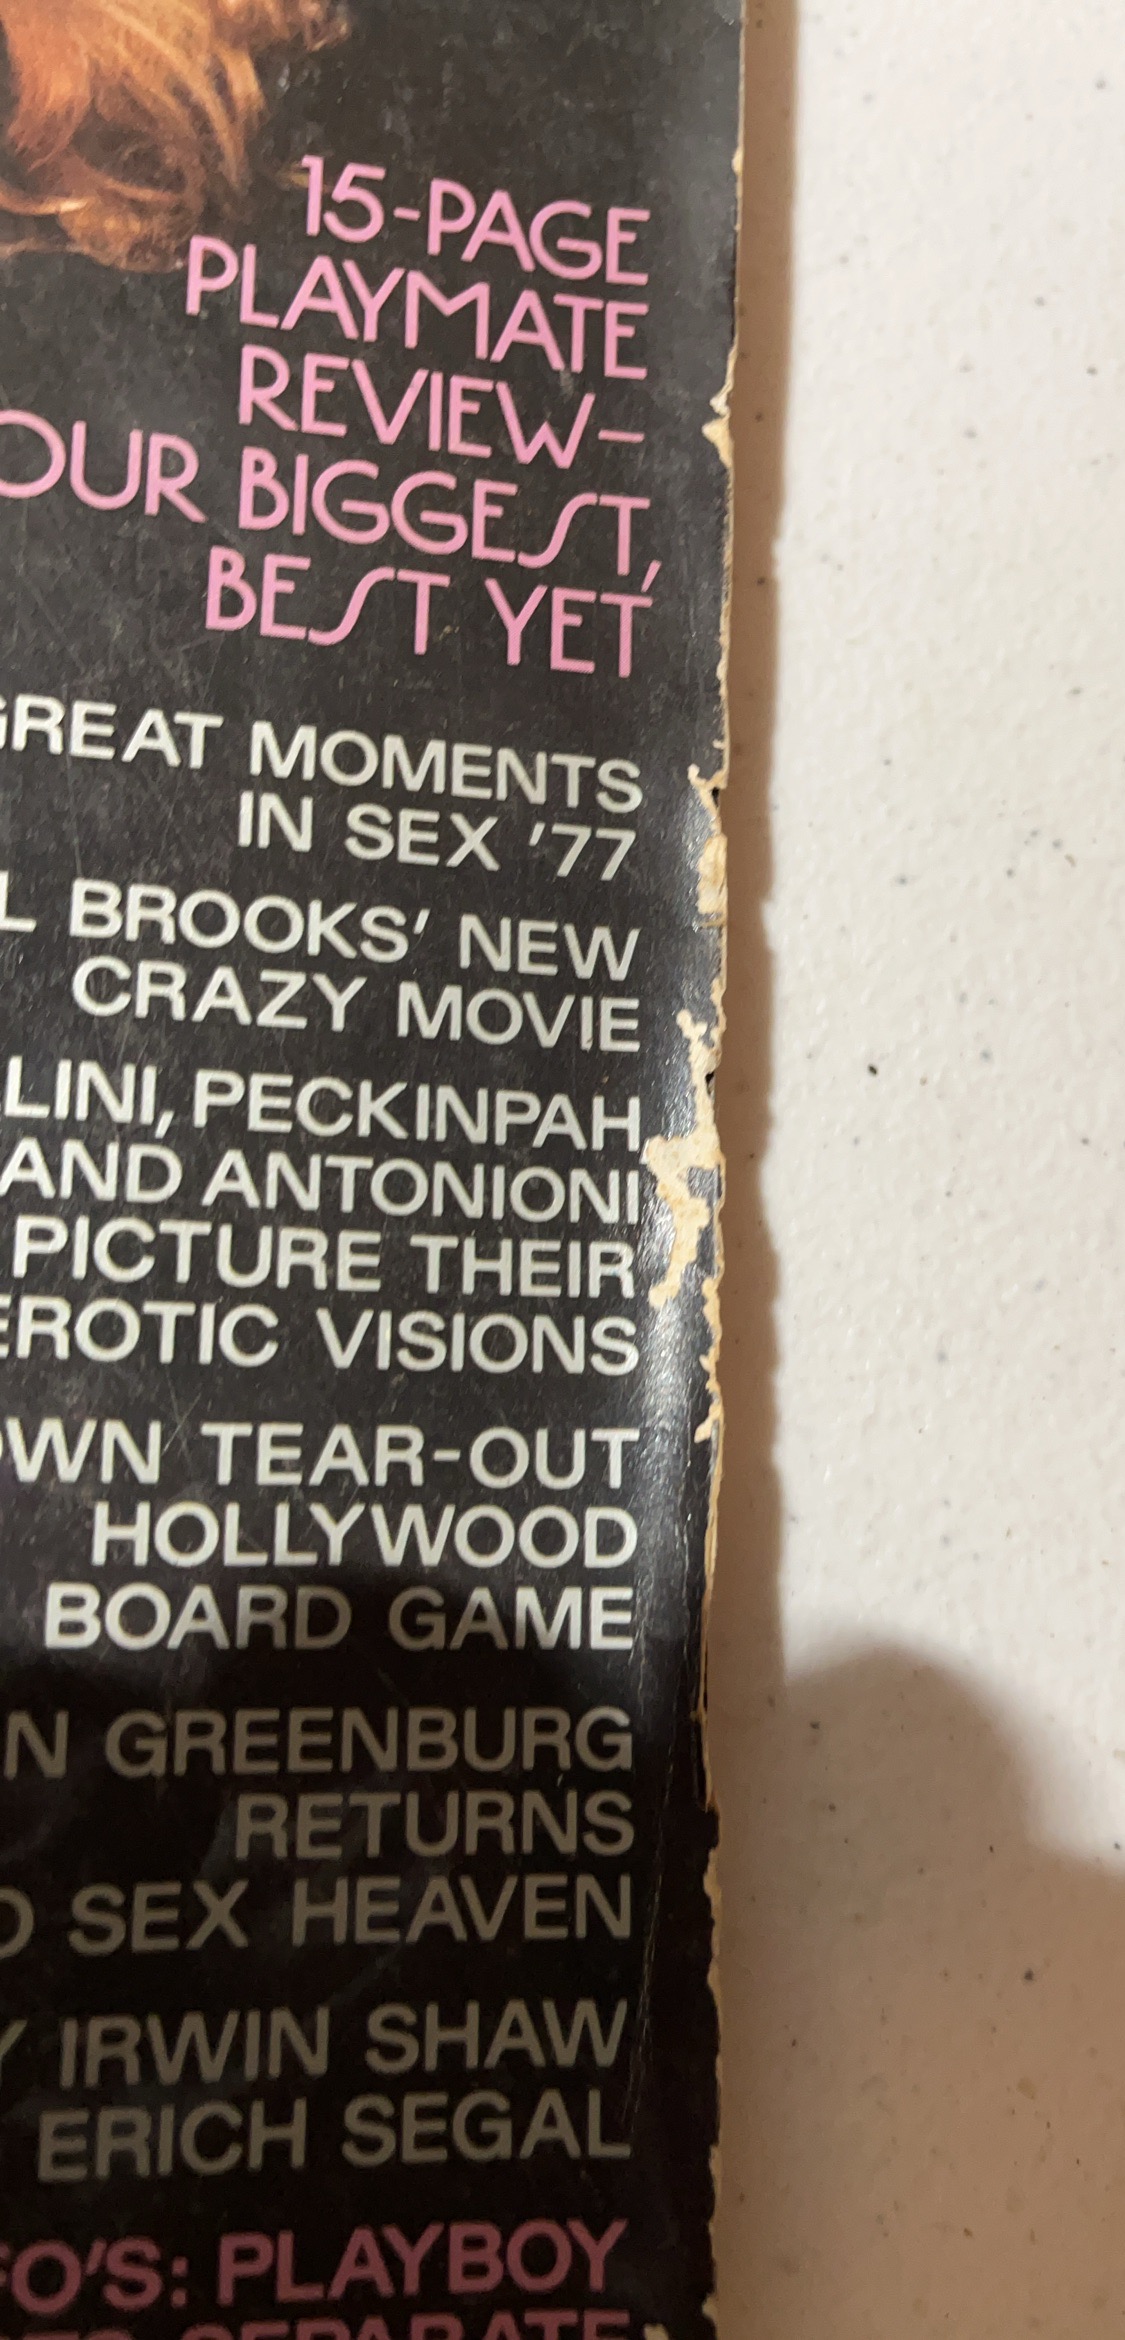 15-PAGE
PLAYMATE
REVIEW–
OUR BIGGEST,
BEST YET
GREAT MOMENTS
IN SEX '77
L BROOKS' NEW
CRAZY MOVIE
LINI, PECKINPAH
AND ANTONIONI
PICTURE THEIR
EROTIC VISIONS
OWN TEAR-OUT
HOLLYWOOD
BOARD GAME
N GREENBURG
RETURNS
O SEX HEAVEN
Y IRWIN SHAW
ERICH SEGAL
FO'S: PLAYBOY
SEPARATE